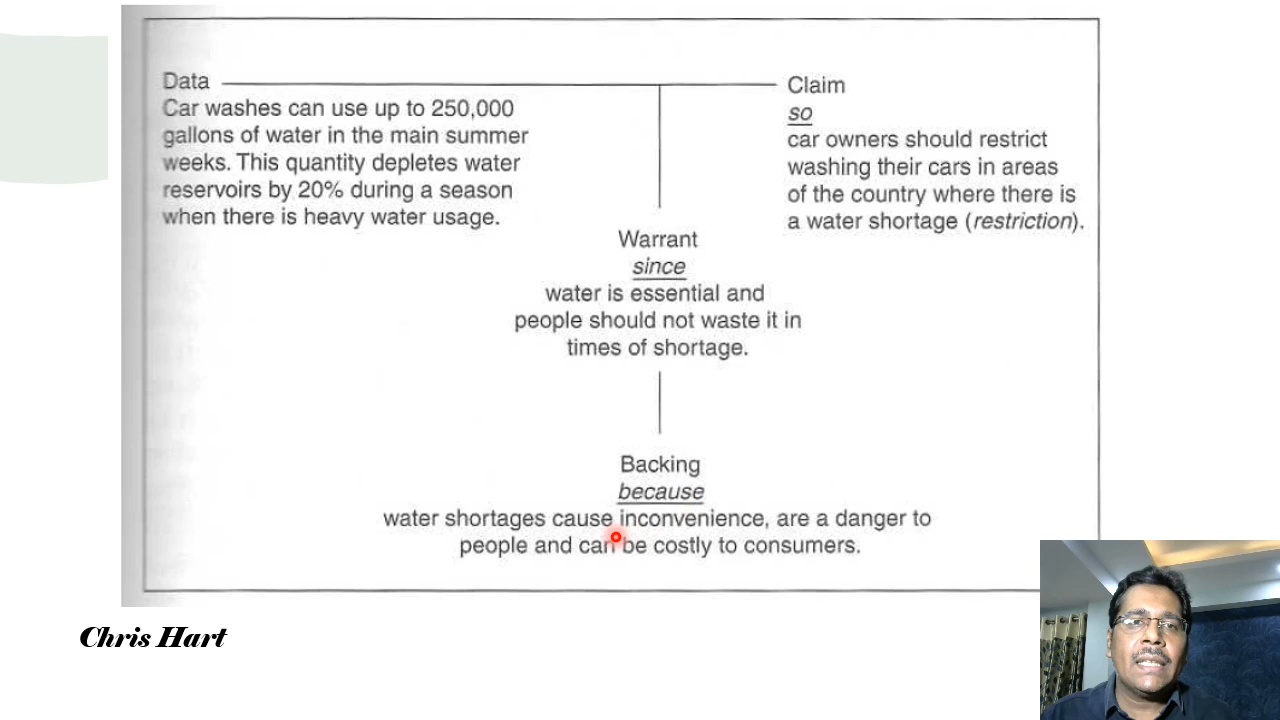 Data
Car washes can use up to 250,000
gallons of water in the main summer
weeks. This quantity depletes water
reservoirs by 20% during a season
when there is heavy water usage.
Claim
so
car owners should restrict
washing their cars in areas
of the country where there is
a water shortage (restriction).
Warrant
since
water is essential and
people should not waste it in
times of shortage.
Backing
because
water shortages cause inconvenience, are a danger to
people and can be costly to consumers.
Chris Hart